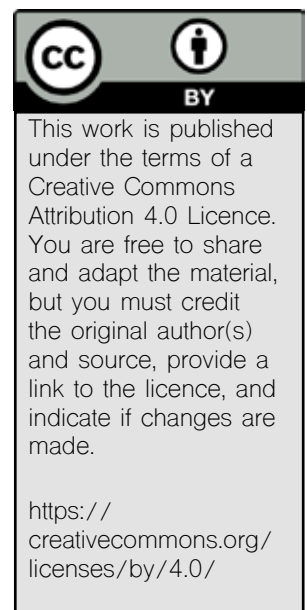 cc
BY
This work is published
under the terms of a
Creative Commons
Attribution 4.0 Licence.
You are free to share
and adapt the material,
but you must credit
the original author(s)
and source, provide a
link to the licence, and
indicate if changes are
made.
https://
creativecommons.org/
licenses/by/4.0/